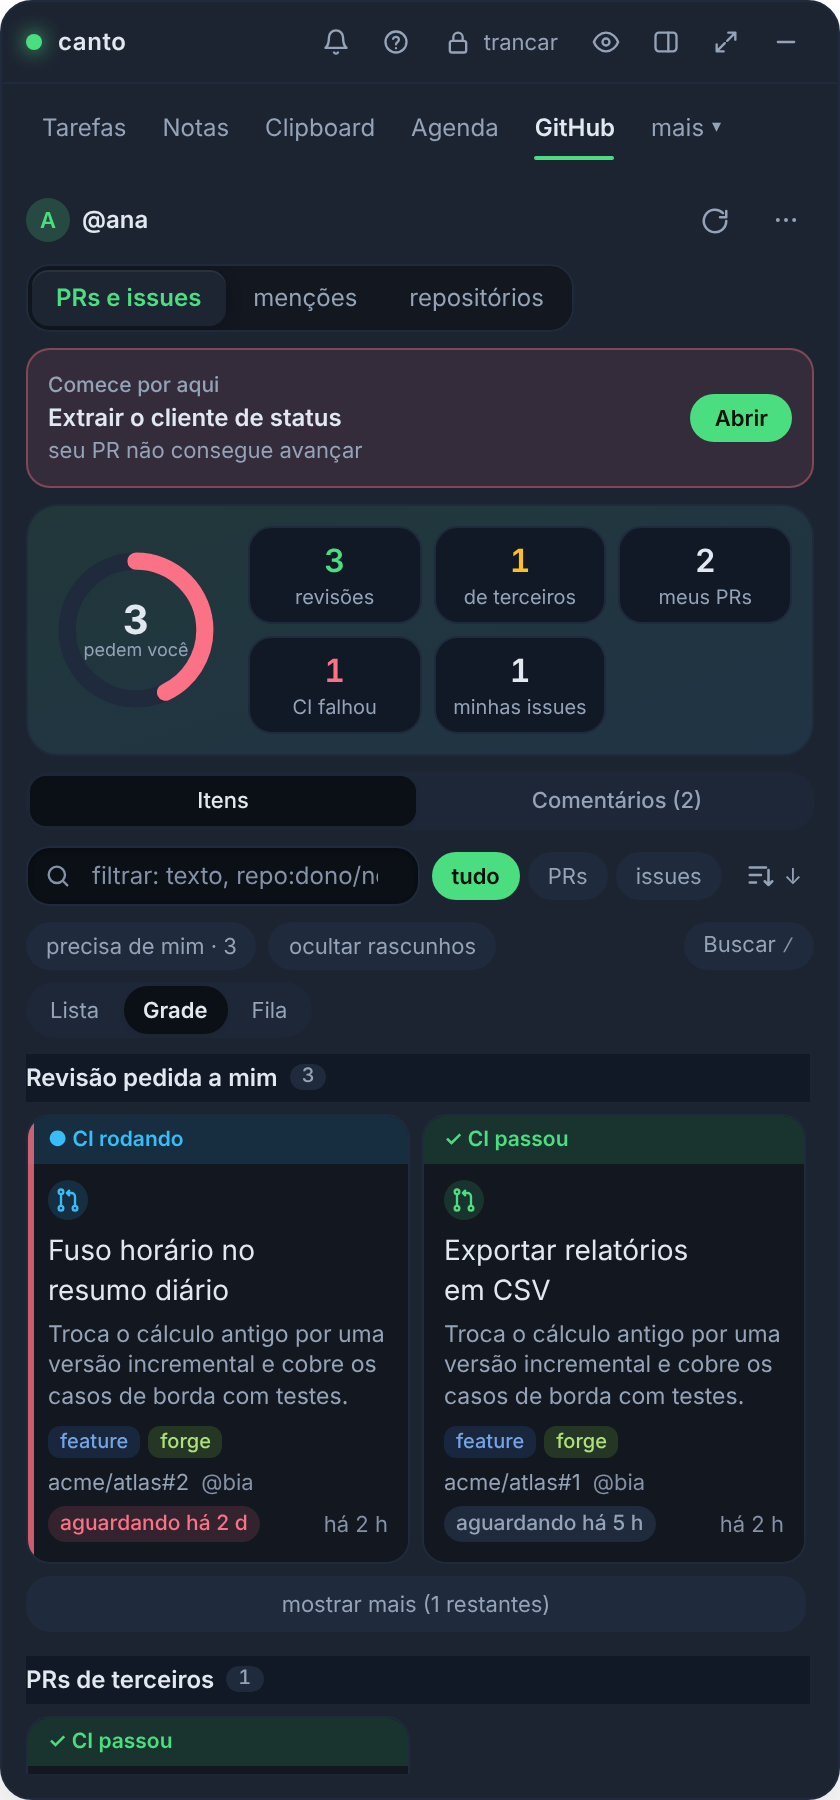 canto
trancar
Tarefas Notas Clipboard Agenda GitHub mais ▾
A @ana
PRs e issues menções repositórios
Comece por aqui
Extrair o cliente de status
seu PR não consegue avançar
Abrir
3
pedem você
3
revisões
1
de terceiros
2
meus PRs
1
CI falhou
1
minhas issues
Itens Comentários (2)
filtrar: texto, repo:dono/n
tudo PRs issues ↓
precisa de mim · 3 ocultar rascunhos Buscar /
Lista Grade Fila
Revisão pedida a mim 3
● CI rodando
Fuso horário no
resumo diário
Troca o cálculo antigo por uma
versão incremental e cobre os
casos de borda com testes.
feature forge
acme/atlas#2 @bia
aguardando há 2 d há 2 h
✓ CI passou
Exportar relatórios
em CSV
Troca o cálculo antigo por uma
versão incremental e cobre os
casos de borda com testes.
feature forge
acme/atlas#1 @bia
aguardando há 5 h há 2 h
mostrar mais (1 restantes)
PRs de terceiros 1
✓ CI passou